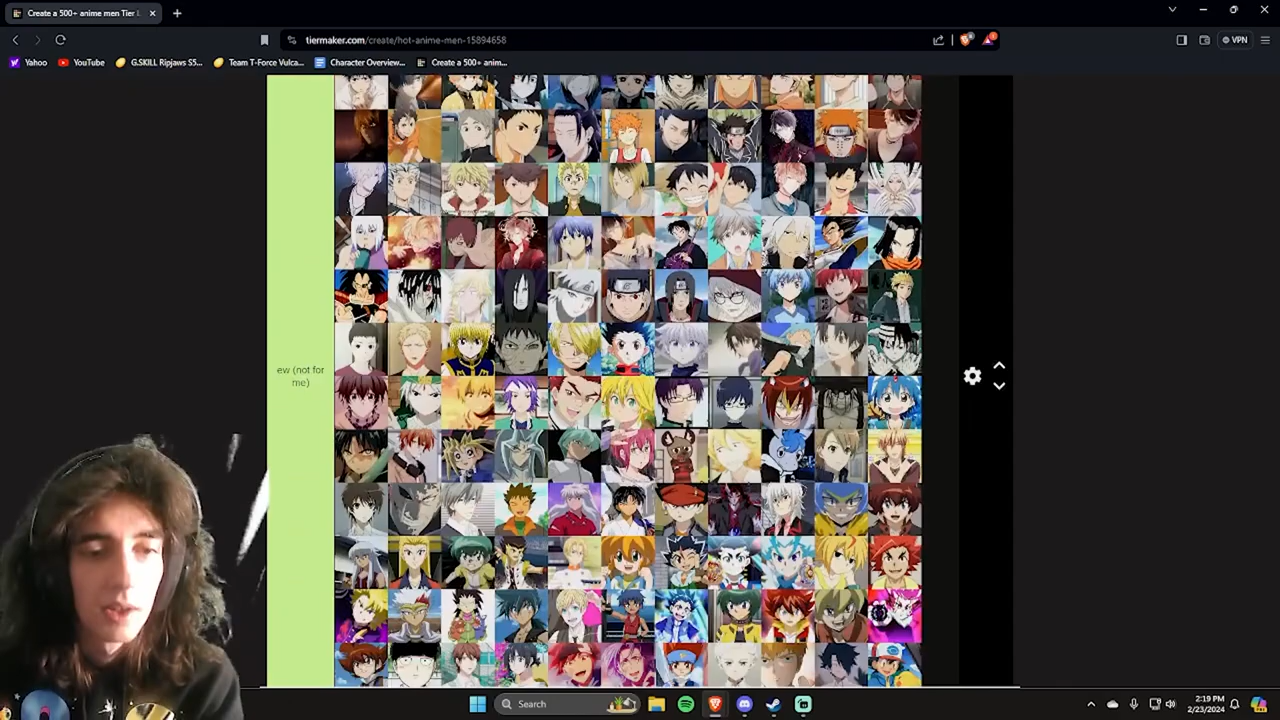 Create a 500+ anime men Tier l
tiermaker.com/create/hot-anime-men-15894658
VPN
Yahoo
YouTube
G.SKILL Ripjaws S5...
Team T-Force Vulca...
Character Overview...
Create a 500+ anim...
ew (not for
me)
Search
2:19 PM
2/23/2024